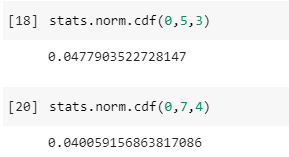 [18] stats.norm.cdf(0,5,3)
0.0477903522728147
[20] stats.norm.cdf(0,7,4)
0.040059156863817086